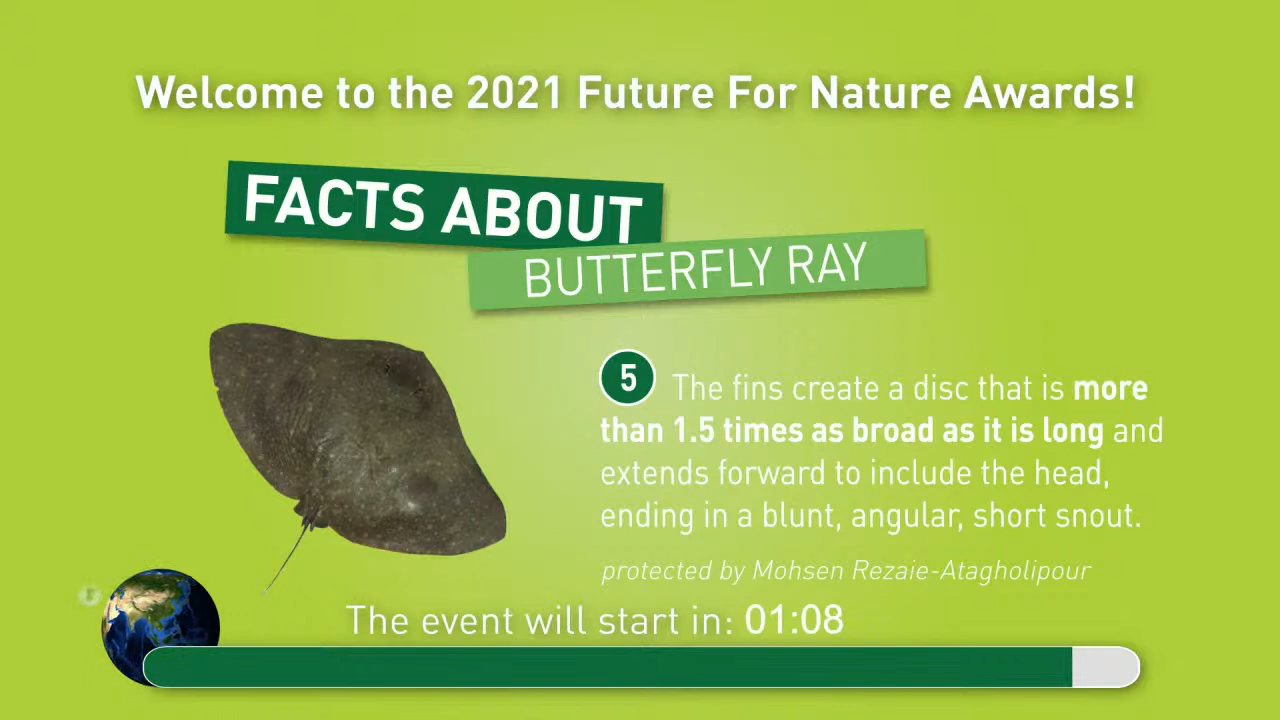 Welcome to the 2021 Future For Nature Awards!
FACTS ABOUT
BUTTERFLY RAY
5 The fins create a disc that is more
than 1.5 times as broad as it is long and
extends forward to include the head,
ending in a blunt, angular, short snout.
protected by Mohsen Rezaie-Atagholipour
The event will start in: 01:08